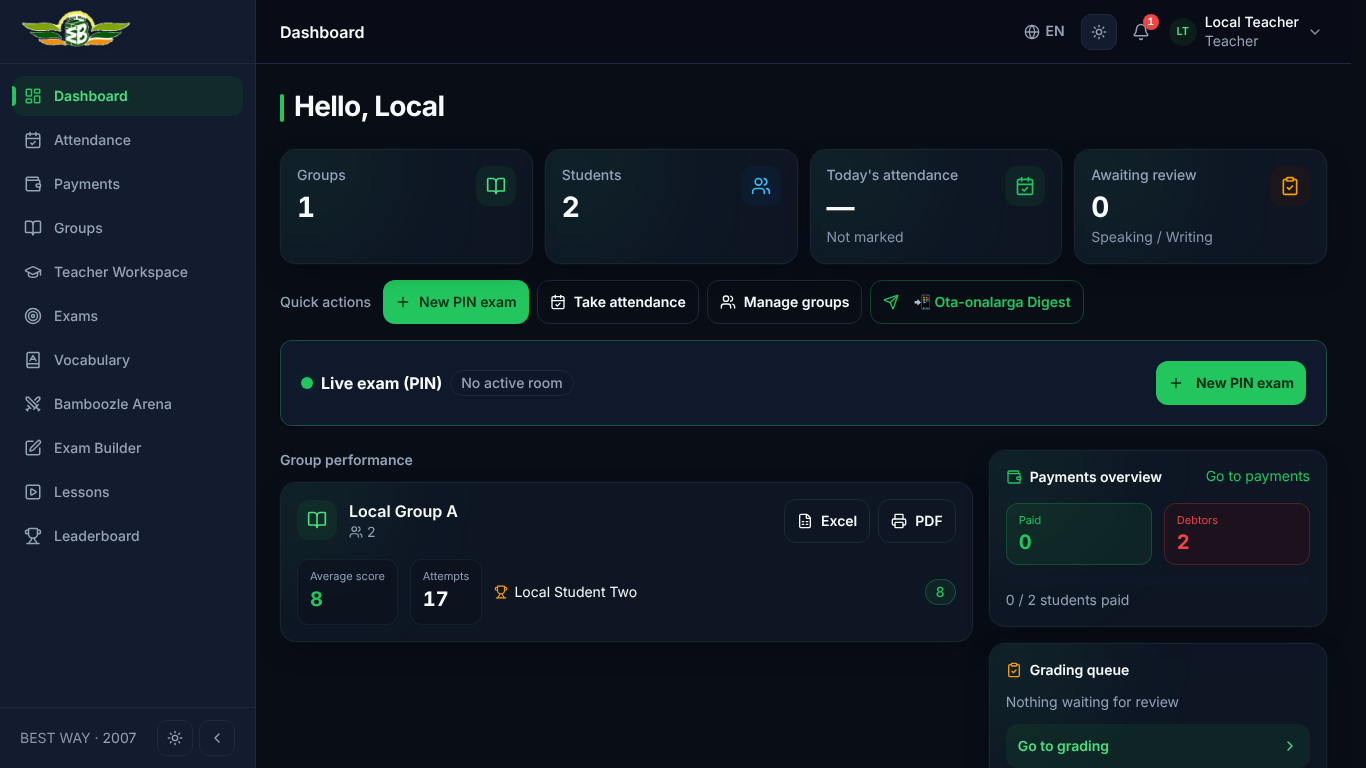 Dashboard
EN
1
LT
Local Teacher
Teacher
Dashboard
Attendance
Payments
Groups
Teacher Workspace
Exams
Vocabulary
Bamboozle Arena
Exam Builder
Lessons
Leaderboard
BEST WAY · 2007
Hello, Local
Groups
1
Students
2
Today's attendance
—
Not marked
Awaiting review
0
Speaking / Writing
Quick actions
New PIN exam
Take attendance
Manage groups
Ota-onalarga Digest
Live exam (PIN)
No active room
New PIN exam
Group performance
Local Group A
2
Excel
PDF
Average score
8
Attempts
17
Local Student Two
8
Payments overview
Go to payments
Paid
0
Debtors
2
0 / 2 students paid
Grading queue
Nothing waiting for review
Go to grading